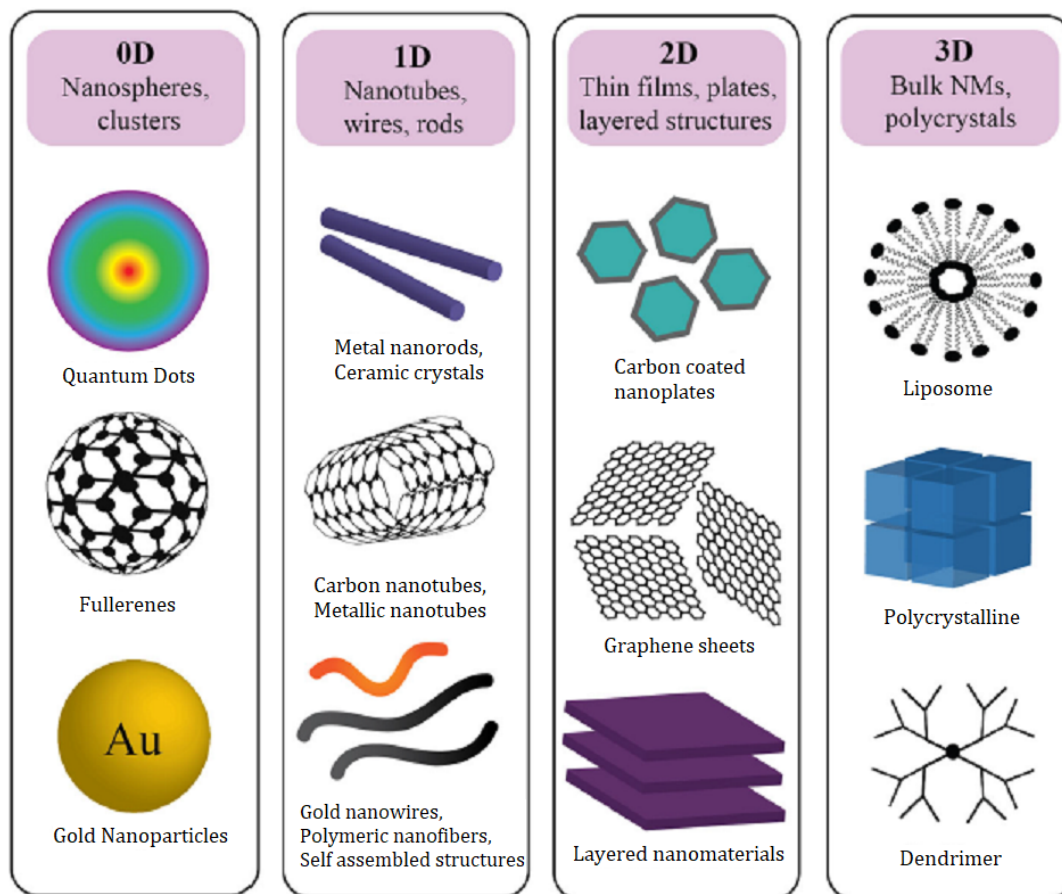 0D
Nanospheres,
clusters
Quantum Dots
Fullerenes
Au
Gold Nanoparticles
1D
Nanotubes,
wires, rods
Metal nanorods,
Ceramic crystals
Carbon nanotubes,
Metallic nanotubes
Gold nanowires,
Polymeric nanofibers,
Self assembled structures
2D
Thin films, plates,
layered structures
Carbon coated
nanoplates
Graphene sheets
Layered nanomaterials
3D
Bulk NMs,
polycrystals
Liposome
Polycrystalline
Dendrimer